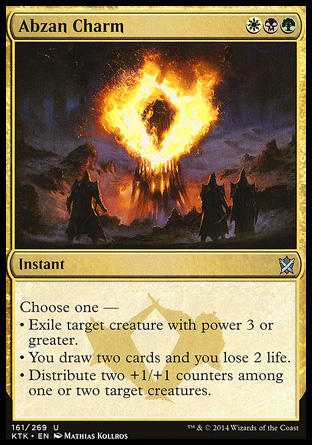 Abzan Charm
Instant
Choose one —
• Exile target creature with power 3 or
greater.
• You draw two cards and you lose 2 life.
• Distribute two +1/+1 counters among
one or two target creatures.
161/269 U
KTK • EN Mathias Kollros
™ & © 2014 Wizards of the Coast